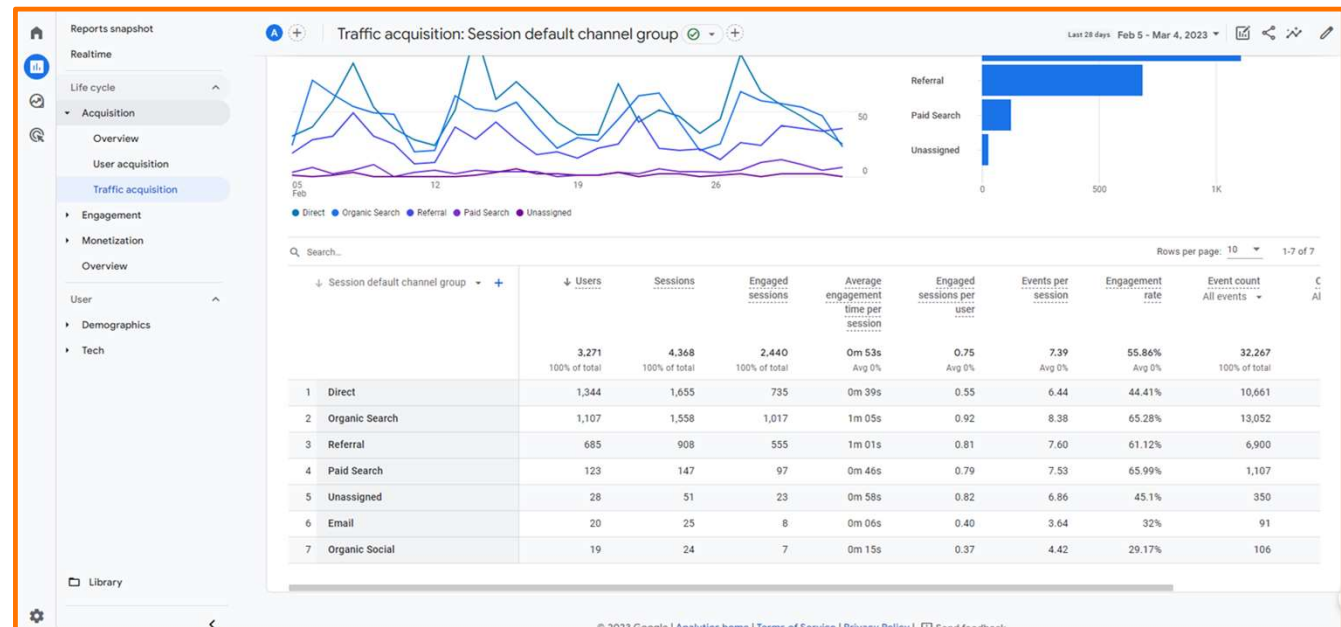 Reports snapshot
Realtime
Life cycle
Acquisition
Overview
User acquisition
Traffic acquisition
Engagement
Monetization
Overview
User
Demographics
Tech
Library
A
Traffic acquisition: Session default channel group
Last 28 days Feb 5 - Mar 4, 2023
50
0
05 Feb 12 19 26
Direct Organic Search Referral Paid Search Unassigned
Referral
Paid Search
Unassigned
0 500 1K
Search...
Rows per page: 10 1-7 of 7
Session default channel group Users Sessions Engaged sessions Average engagement time per session Engaged sessions per user Events per session Engagement rate Event count All events
3,271 4,368 2,440 0m 53s 0.75 7.39 55.86% 32,267
100% of total 100% of total 100% of total Avg 0% Avg 0% Avg 0% Avg 0% 100% of total
1 Direct 1,344 1,655 735 0m 39s 0.55 6.44 44.41% 10,661
2 Organic Search 1,107 1,558 1,017 1m 05s 0.92 8.38 65.28% 13,052
3 Referral 685 908 555 1m 01s 0.81 7.60 61.12% 6,900
4 Paid Search 123 147 97 0m 46s 0.79 7.53 65.99% 1,107
5 Unassigned 28 51 23 0m 58s 0.82 6.86 45.1% 350
6 Email 20 25 8 0m 06s 0.40 3.64 32% 91
7 Organic Social 19 24 7 0m 15s 0.37 4.42 29.17% 106
© 2023 Google | Analytics home | Terms of Service | Privacy Policy | Send feedback